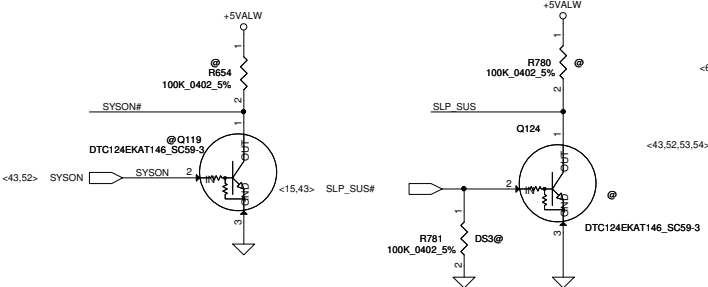 +5VALW
1
@
R654
100K_0402_5%
2
SYSON#
1
@Q119
DTC124EKAT146_SC59-3
OUT
<43,52>
SYSON
SYSON
2
IN
GND
3
+5VALW
1
R780
@
100K_0402_5%
2
SLP_SUS
1
Q124
OUT
<43,52,53,54>
<15,43>
SLP_SUS#
2
IN
GND
@
3
DTC124EKAT146_SC59-3
1
R781
DS3@
100K_0402_5%
2